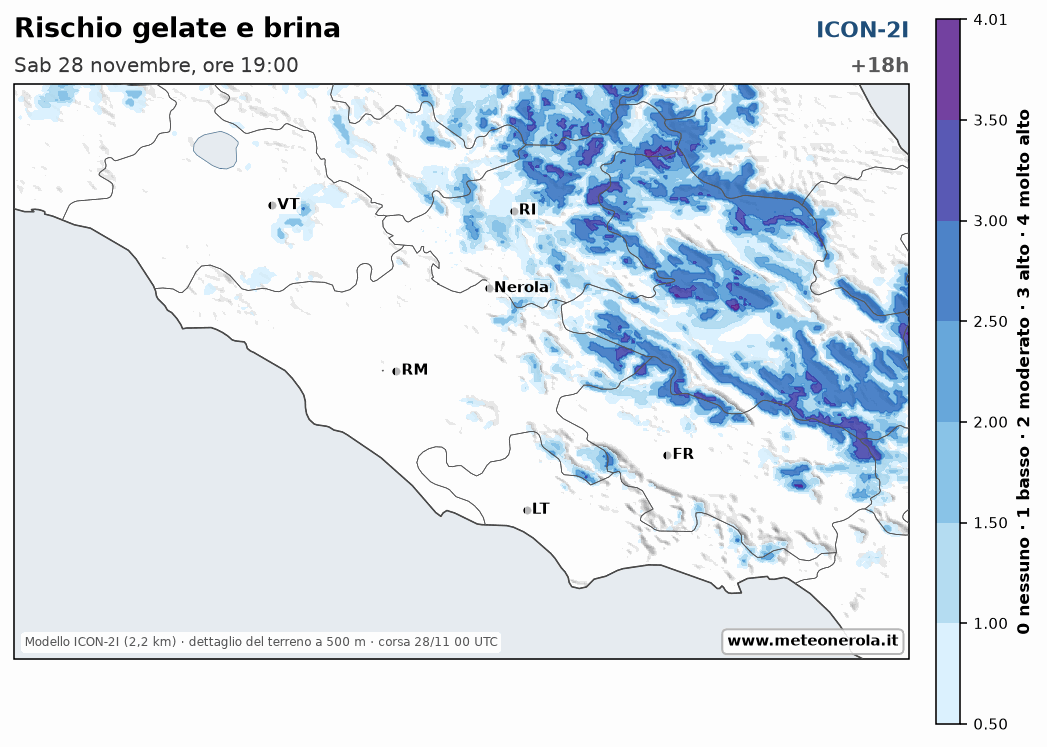 Rischio gelate e brina
ICON-2I
Sab 28 novembre, ore 19:00
+18h
4.01
3.50
3.00
2.50
2.00
1.50
1.00
0.50
0 nessuno · 1 basso · 2 moderato · 3 alto · 4 molto alto
VT
RI
Nerola
RM
FR
LT
Modello ICON-2I (2,2 km) · dettaglio del terreno a 500 m · corsa 28/11 00 UTC
www.meteonerola.it